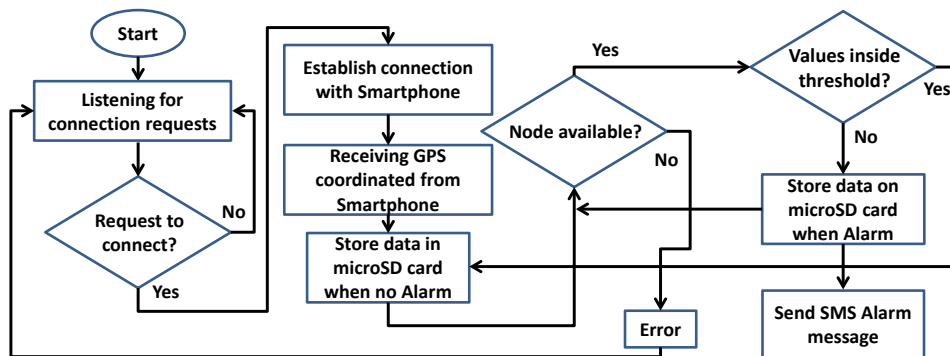 Start
Listening for
connection requests
Request to
connect?
No
Yes
Establish connection
with Smartphone
Receiving GPS
coordinated from
Smartphone
Store data in
microSD card
when no Alarm
Node available?
Yes
No
Error
Values inside
threshold?
Yes
No
Store data on
microSD card
when Alarm
Send SMS Alarm
message